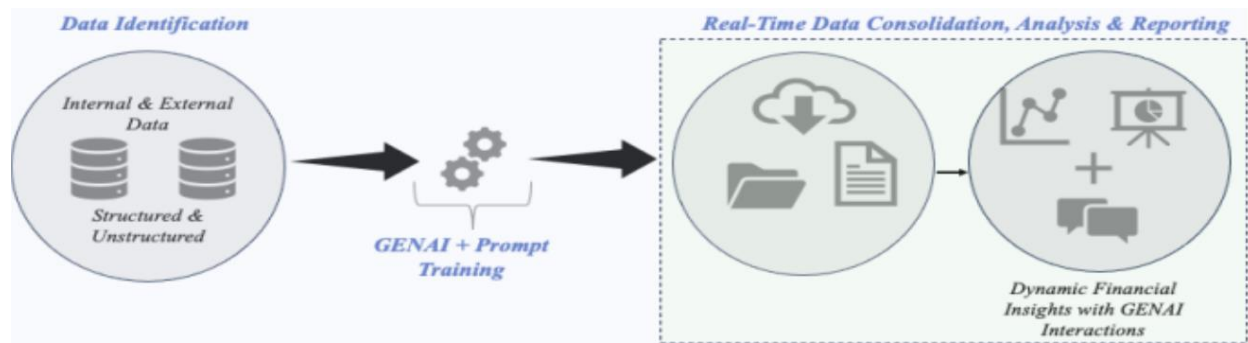 Data Identification
Internal & External
Data
Structured &
Unstructured
GENAI + Prompt
Training
Real-Time Data Consolidation, Analysis & Reporting
Dynamic Financial
Insights with GENAI
Interactions